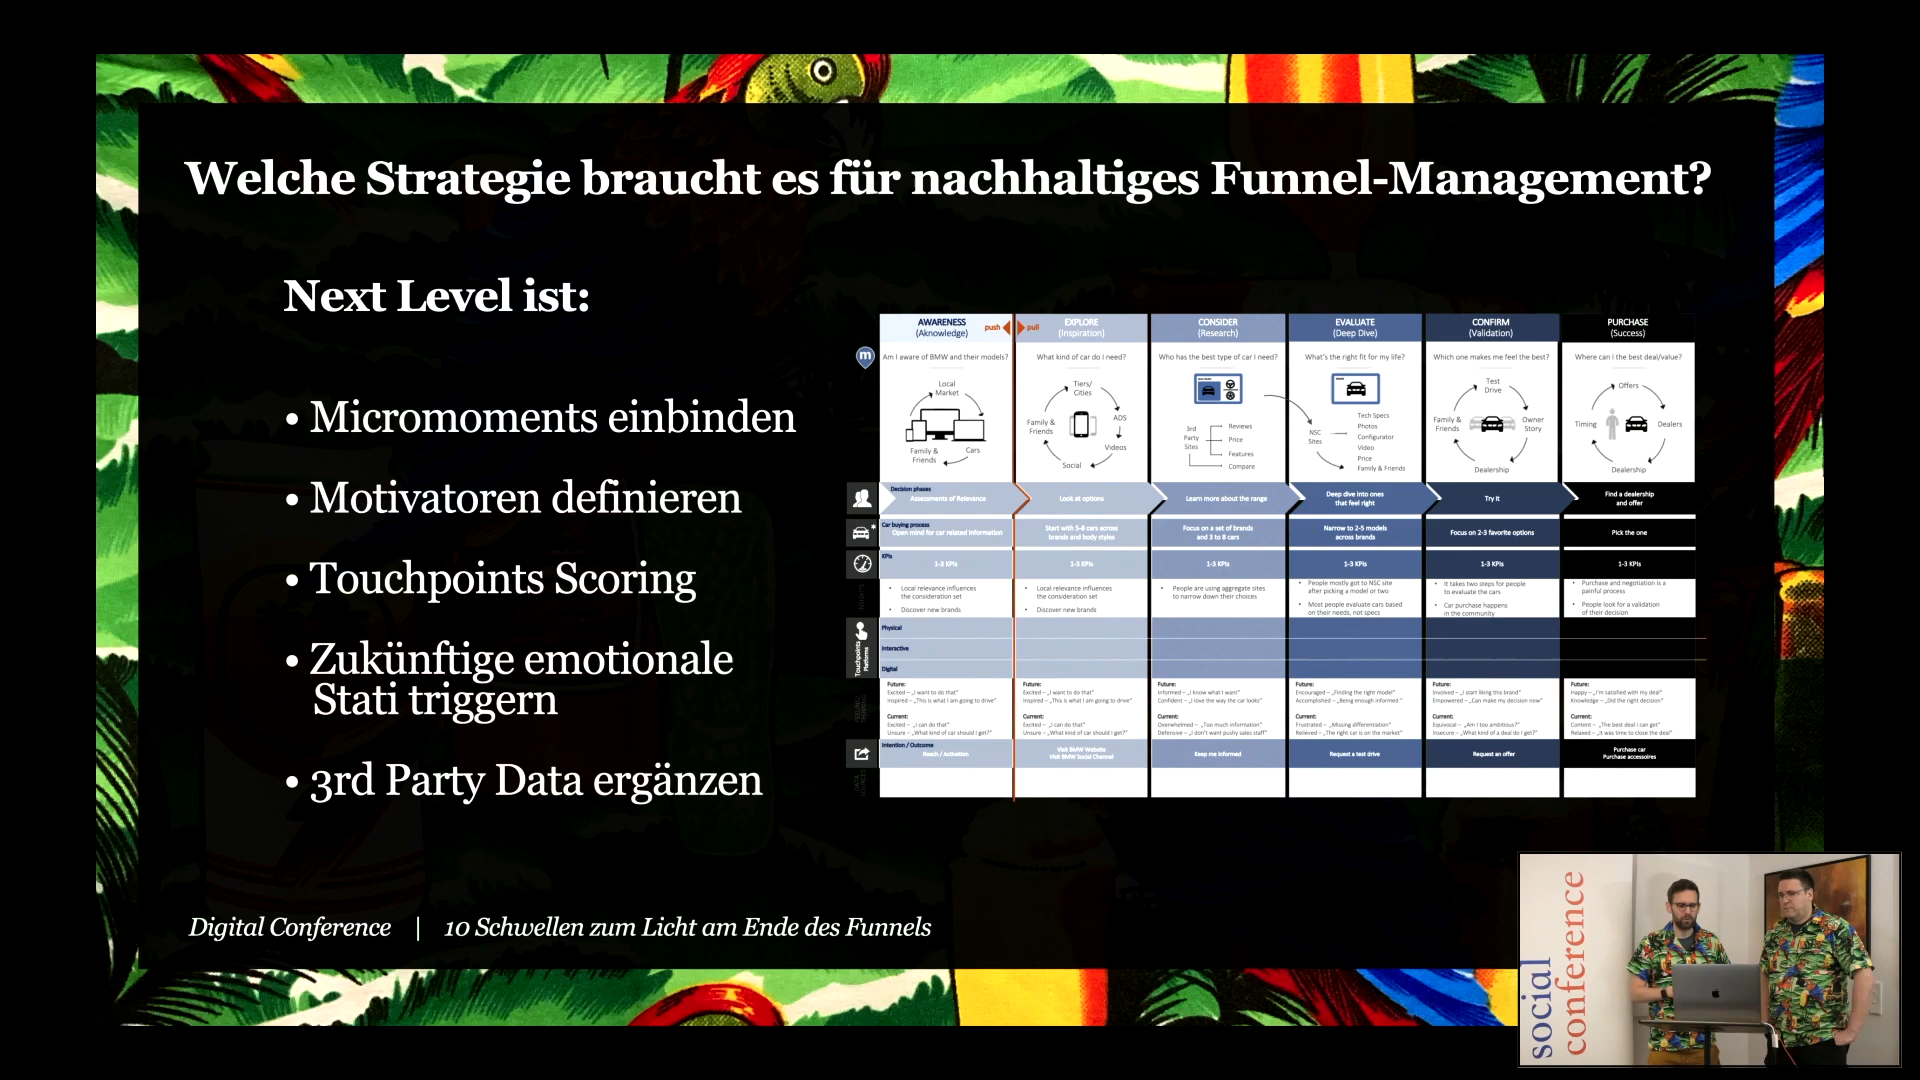 Welche Strategie braucht es für nachhaltiges Funnel-Management?
Next Level ist:
• Micromoments einbinden
• Motivatoren definieren
• Touchpoints Scoring
• Zukünftige emotionale
Stati triggern
• 3rd Party Data ergänzen
AWARENESS
(Aknowledge)
push
pull
EXPLORE
(Inspiration)
CONSIDER
(Research)
EVALUATE
(Deep Dive)
CONFIRM
(Validation)
PURCHASE
(Success)
m
Am I aware of BMW and their models?
What kind of car do I need?
Who has the best type of car I need?
What's the right fit for my life?
Which one makes me feel the best?
Where can I the best deal/value?
Local
Market
Cars
Family &
Friends
Tiers/
Cities
ADS
Videos
Social
Family &
Friends
3rd
Party
Sites
Reviews
Price
Features
Compare
NSC
Sites
Tech Specs
Photos
Configurator
Video
Price
Family & Friends
Test
Drive
Owner
Story
Dealership
Family &
Friends
Offers
Dealers
Dealership
Timing
Decision phases
Assessments of Relevance
Look at options
Learn more about the range
Deep dive into ones
that feel right
Try it
Find a dealership
and offer
Car buying process
Open mind for car related information
Start with 5-8 cars across
brands and body styles
Focus on a set of brands
and 3 to 8 cars
Narrow to 2-5 models
across brands
Focus on 2-3 favorite options
Pick the one
KPIs
1-3 KPIs
1-3 KPIs
1-3 KPIs
1-3 KPIs
1-3 KPIs
1-3 KPIs
INSIGHTS
• Local relevance influences
the consideration set
• Discover new brands
• Local relevance influences
the consideration set
• Discover new brands
• People are using aggregate sites
to narrow down their choices
• People mostly got to NSC site
after picking a model or two
• Most people evaluate cars based
on their needs, not specs
• It takes two steps for people
to evaluate the cars
• Car purchase happens
in the community
• Purchase and negotiation is a
painful process
• People look for a validation
of their decision
Touchpoints
Platforms
Physical
Interactive
Digital
FEELING/
THINKING
Future:
Excited – „I want to do that"
Inspired – „This is what I am going to drive"
Current:
Excited – „I can do that"
Unsure – „What kind of car should I get?"
Future:
Excited – „I want to do that"
Inspired – „This is what I am going to drive"
Current:
Excited – „I can do that"
Unsure – „What kind of car should I get?"
Future:
Informed – „I know what I want"
Confident – „I love the way the car looks"
Current:
Overwhelmed – „Too much information"
Defensive – „I don't want pushy sales staff"
Future:
Encouraged – „Finding the right model"
Accomplished – „Being enough informed "
Current:
Frustrated – „Missing differentiation"
Relieved – „The right car is on the market"
Future:
Involved – „I start liking this brand"
Empowered – „Can make my decision now"
Current:
Equivocal – „Am I too ambitious?"
Insecure – „What kind of a deal do I get?"
Future:
Happy – „I'm satisfied with my deal"
Knowledge – „Did the right decision"
Current:
Content – „The best deal I can get"
Relaxed – „It was time to close the deal"
Intention / Outcome
Reach / Activation
Visit BMW Website
Visit BMW Social Channel
Keep me informed
Request a test drive
Request an offer
Purchase car
Purchase accessoires
DATA
SOURCES
Digital Conference | 10 Schwellen zum Licht am Ende des Funnels
social
conference